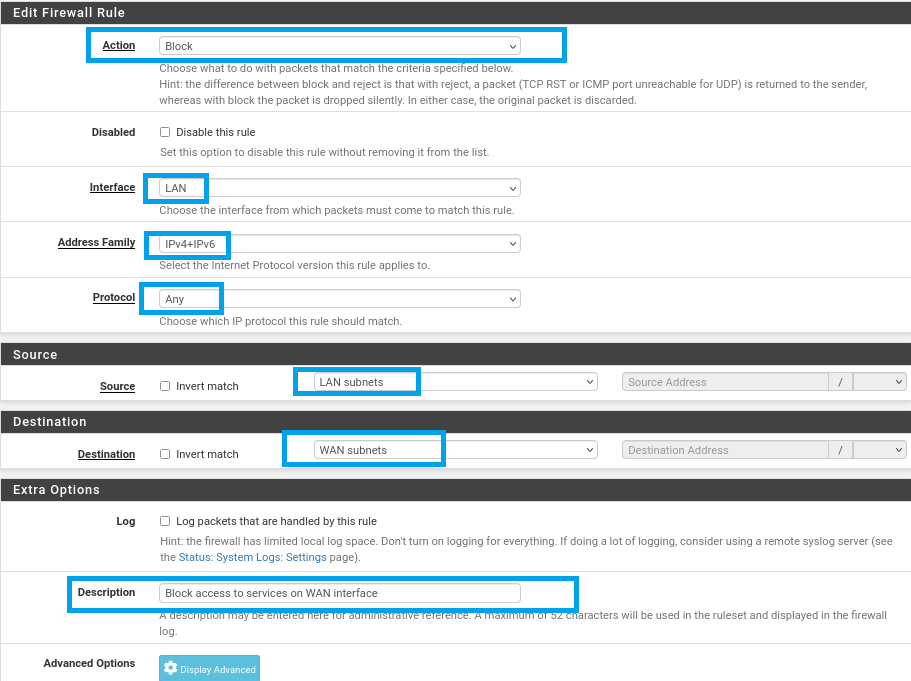 Edit Firewall Rule
Action
Block
Choose what to do with packets that match the criteria specified below.
Hint: the difference between block and reject is that with reject, a packet (TCP RST or ICMP port unreachable for UDP) is returned to the sender,
whereas with block the packet is dropped silently. In either case, the original packet is discarded.
Disabled
Disable this rule
Set this option to disable this rule without removing it from the list.
Interface
LAN
Choose the interface from which packets must come to match this rule.
Address Family
IPv4+IPv6
Select the Internet Protocol version this rule applies to.
Protocol
Any
Choose which IP protocol this rule should match.
Source
Source
Invert match
LAN subnets
Source Address
/
Destination
Destination
Invert match
WAN subnets
Destination Address
/
Extra Options
Log
Log packets that are handled by this rule
Hint: the firewall has limited local log space. Don't turn on logging for everything. If doing a lot of logging, consider using a remote syslog server (see
the Status: System Logs: Settings page).
Description
Block access to services on WAN interface
A description may be entered here for administrative reference. A maximum of 52 characters will be used in the ruleset and displayed in the firewall
log.
Advanced Options
Display Advanced